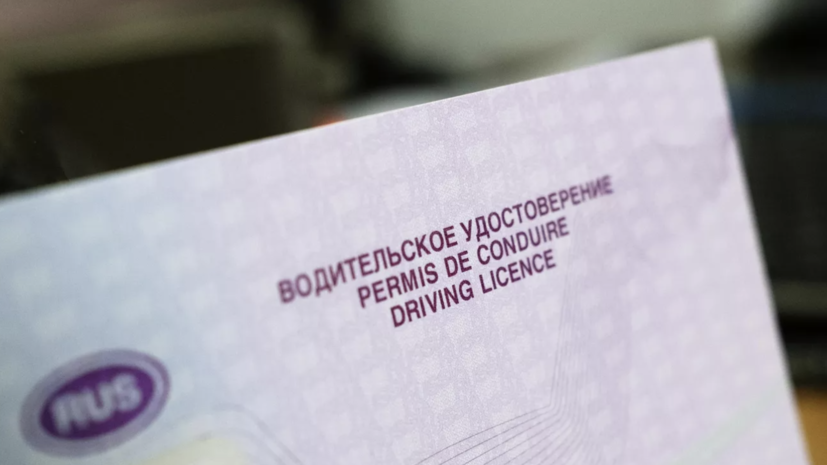 ВОДИТЕЛЬСКОЕ УДОСТОВЕРЕНИЕ
PERMIS DE CONDUIRE
DRIVING LICENCE
RUS